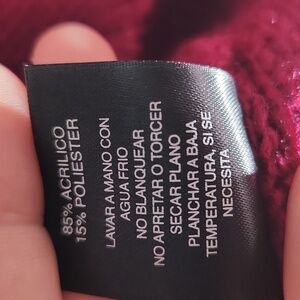 85% ACRILICO
15% POLIESTER
LAVAR A MANO CON
AGUA FRIO
NO BLANQUEAR
NO APRETAR O TORCER
SECAR PLANO
PLANCHAR A BAJA
TEMPERATURA, SI SE
NECESITA